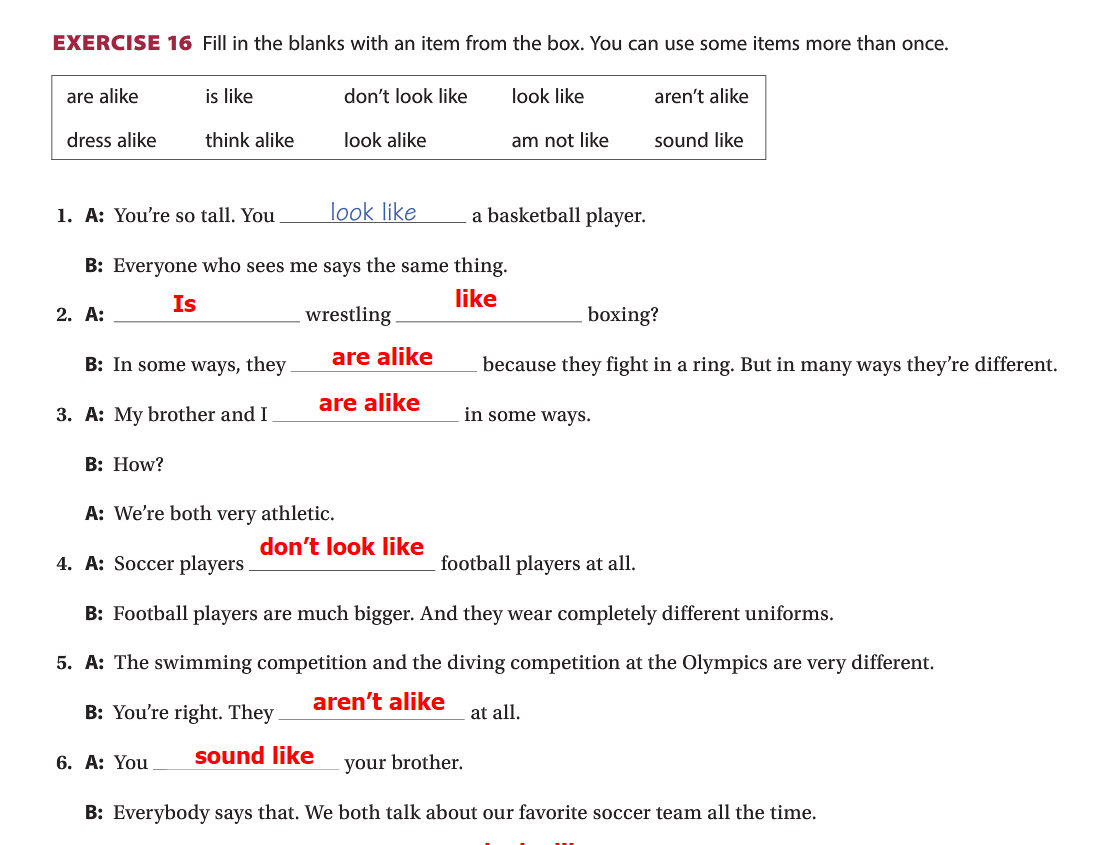 EXERCISE 16 Fill in the blanks with an item from the box. You can use some items more than once.
are alike is like don't look like look like aren't alike
dress alike think alike look alike am not like sound like
1. A: You're so tall. You look like a basketball player.
B: Everyone who sees me says the same thing.
2. A: Is wrestling like boxing?
B: In some ways, they are alike because they fight in a ring. But in many ways they're different.
3. A: My brother and I are alike in some ways.
B: How?
A: We're both very athletic.
4. A: Soccer players don't look like football players at all.
B: Football players are much bigger. And they wear completely different uniforms.
5. A: The swimming competition and the diving competition at the Olympics are very different.
B: You're right. They aren't alike at all.
6. A: You sound like your brother.
B: Everybody says that. We both talk about our favorite soccer team all the time.